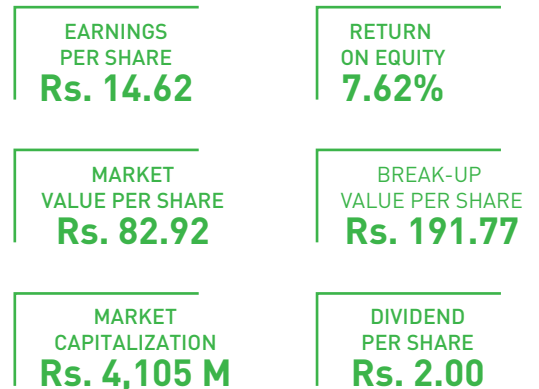 EARNINGS
PER SHARE
Rs. 14.62
RETURN
ON EQUITY
7.62%
MARKET
VALUE PER SHARE
Rs. 82.92
BREAK-UP
VALUE PER SHARE
Rs. 191.77
MARKET
CAPITALIZATION
Rs. 4,105 M
DIVIDEND
PER SHARE
Rs. 2.00